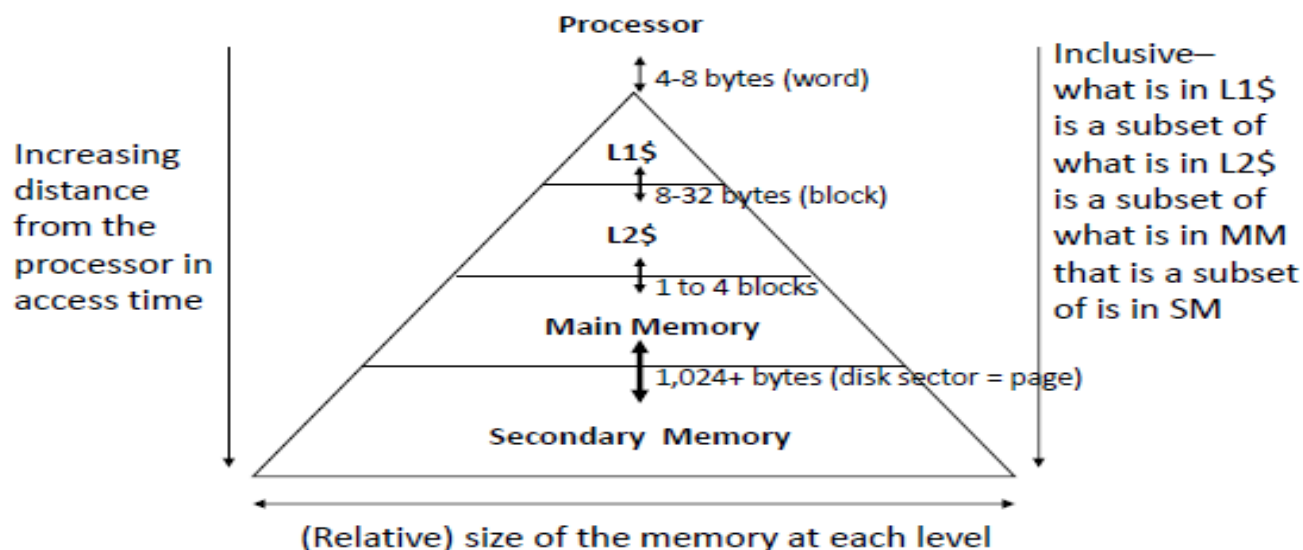 Processor
4-8 bytes (word)
Increasing
distance
from the
processor in
access time
L1$
8-32 bytes (block)
L2$
1 to 4 blocks
Main Memory
1,024+ bytes (disk sector = page)
Secondary Memory
Inclusive–
what is in L1$
is a subset of
what is in L2$
is a subset of
what is in MM
that is a subset
of is in SM
(Relative) size of the memory at each level